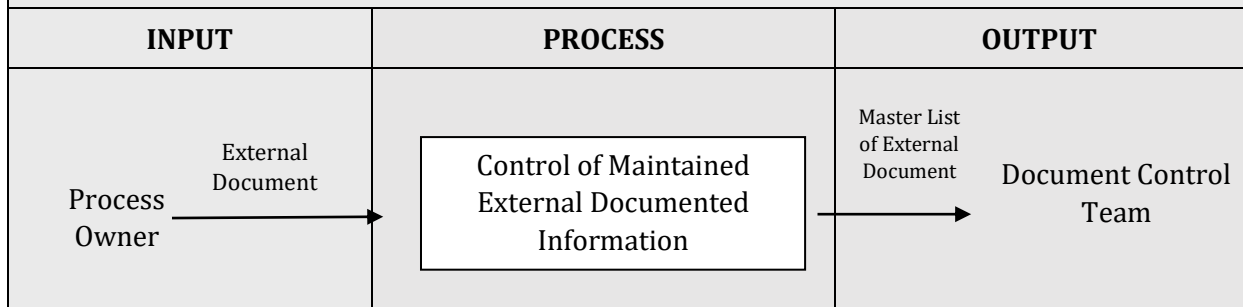 INPUT
PROCESS
OUTPUT
Process
Owner
External
Document
Control of Maintained
External Documented
Information
Master List
of External
Document
Document Control
Team